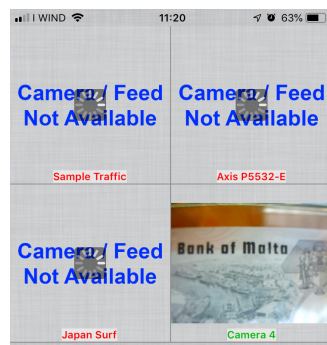 I WIND 11:20 63%
Camera / Feed
Not Available
Sample Traffic
Camera / Feed
Not Available
Axis P5532-E
Camera / Feed
Not Available
Japan Surf
Bank of Malta
Camera 4